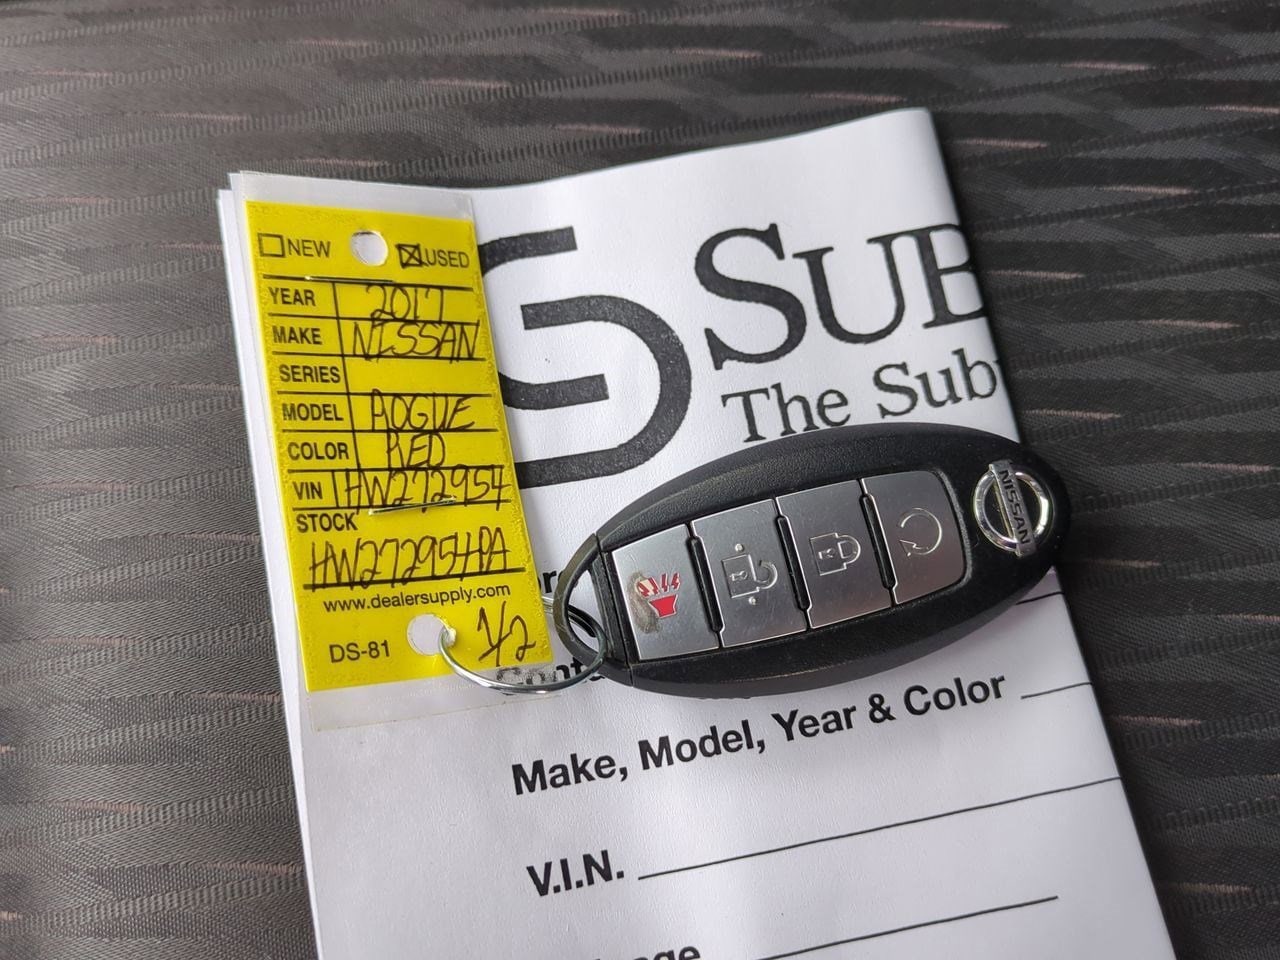 NEW USED
YEAR 2017
MAKE NISSAN
SERIES
MODEL ROGUE
COLOR RED
VIN HW272954
STOCK
HW272954PA
www.dealersupply.com
DS-81 1/2
SUB
The Sub
NISSAN
Make, Model, Year & Color
V.I.N.